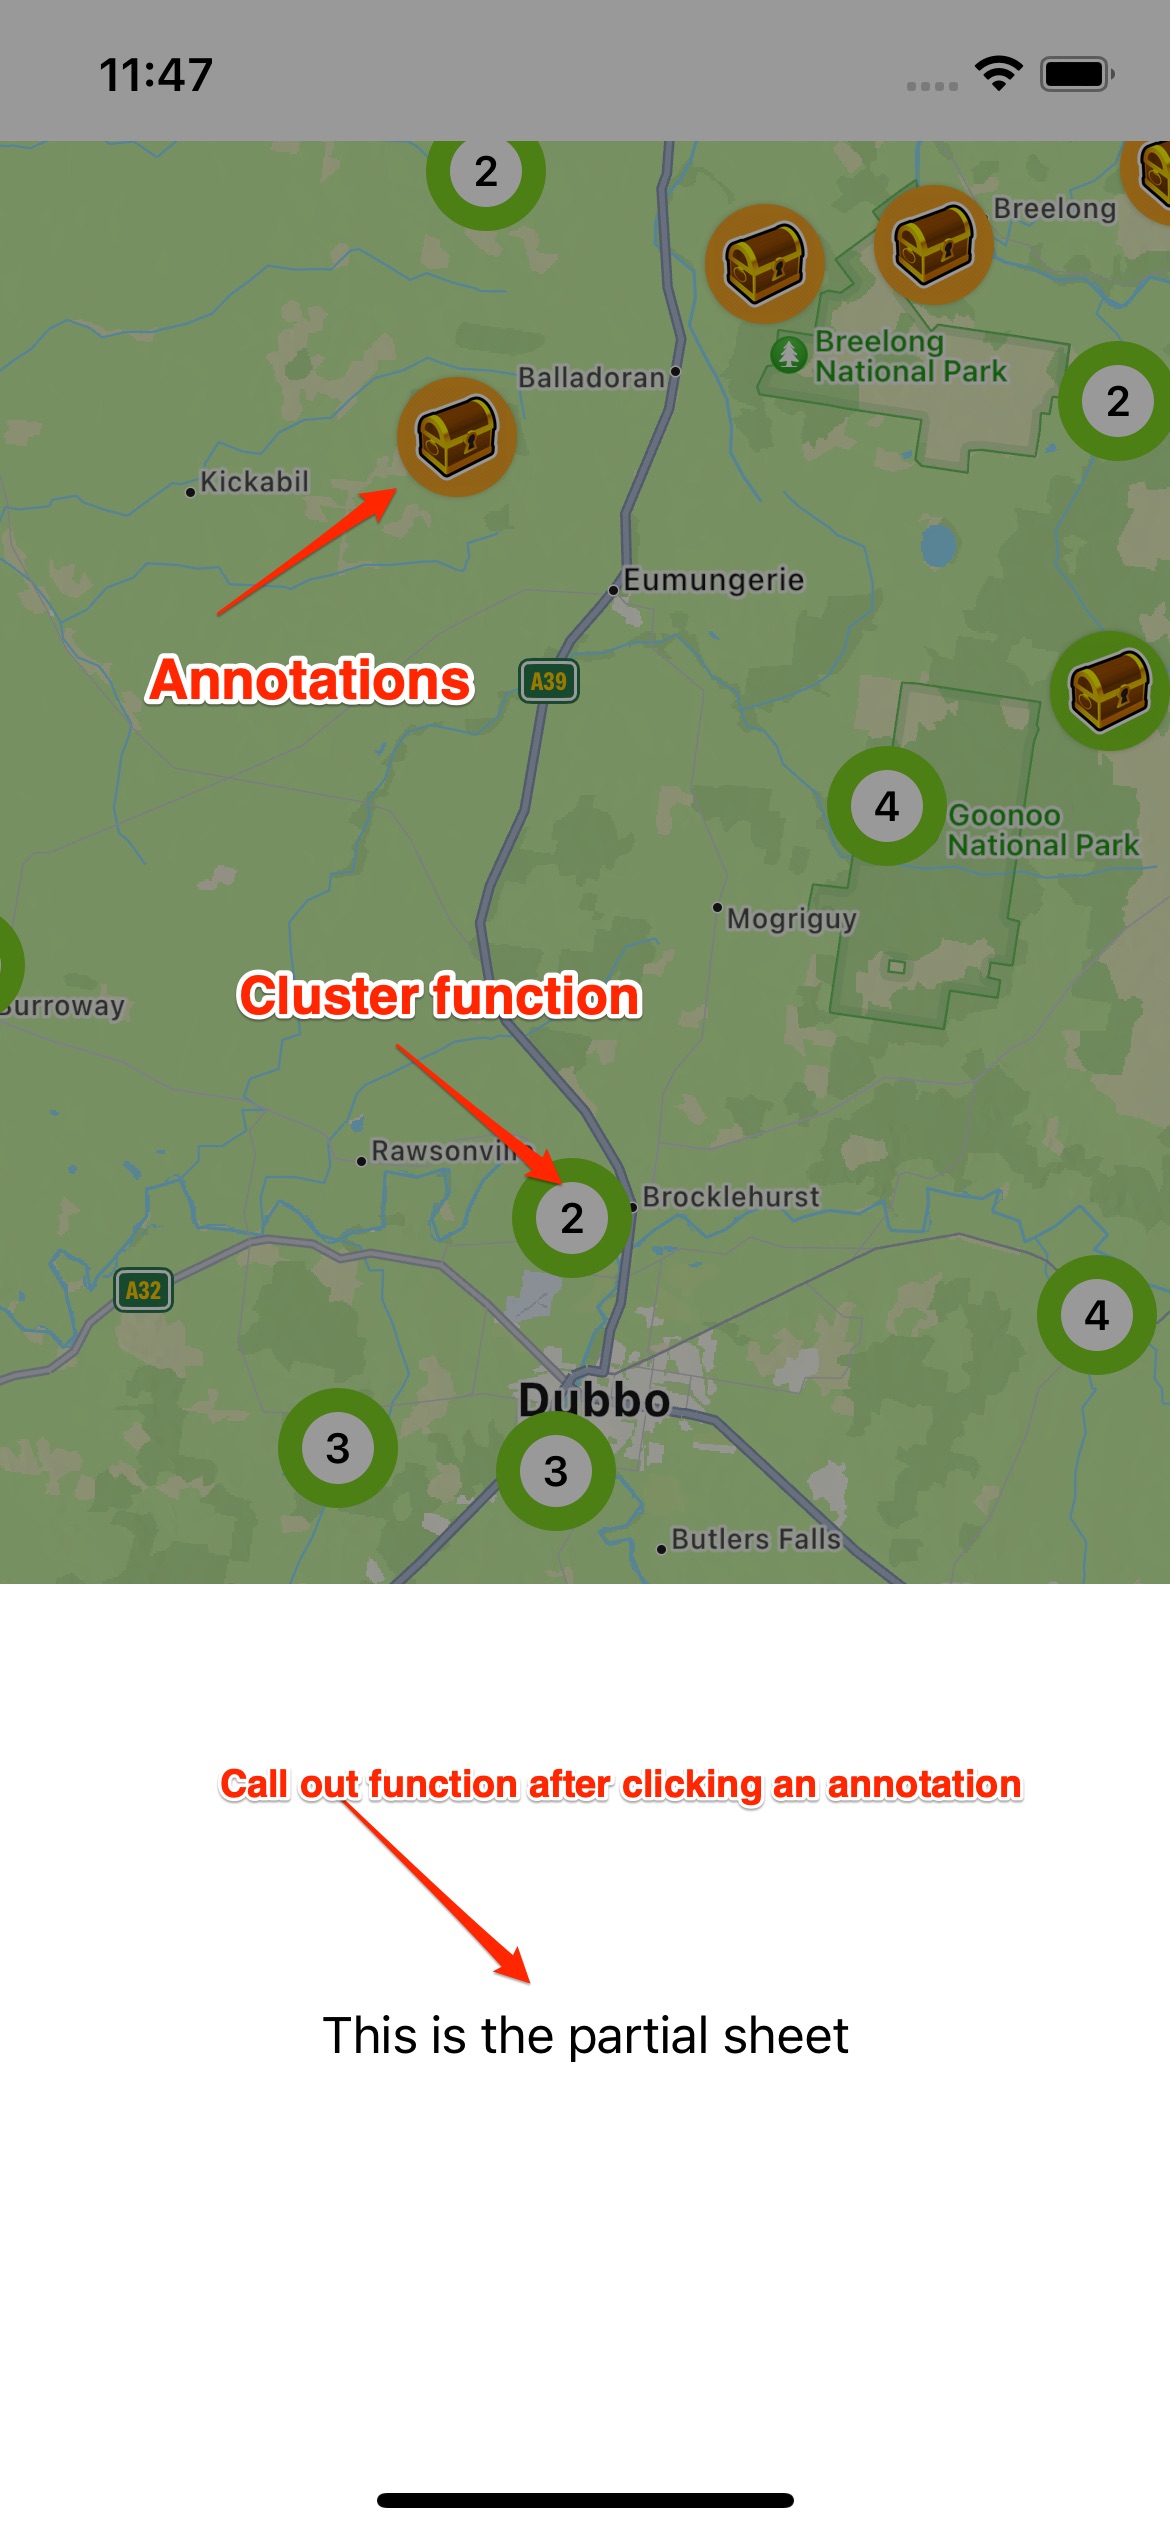 11:47
2
Breelong
Breelong
National Park
Balladoran
2
Kickabil
Eumungerie
Annotations
A39
4
Goonoo
National Park
Mogriguy
Cluster function
urroway
Rawsonvill
2
Brocklehurst
A32
4
Dubbo
3
3
Butlers Falls
Call out function after clicking an annotation
This is the partial sheet